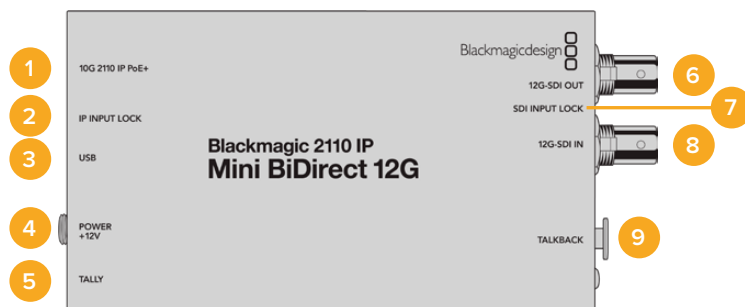 1
10G 2110 IP PoE+
2
IP INPUT LOCK
3
USB
4
POWER
+12V
5
TALLY
Blackmagic 2110 IP
Mini BiDirect 12G
Blackmagicdesign
12G-SDI OUT
6
SDI INPUT LOCK
7
12G-SDI IN
8
TALKBACK
9